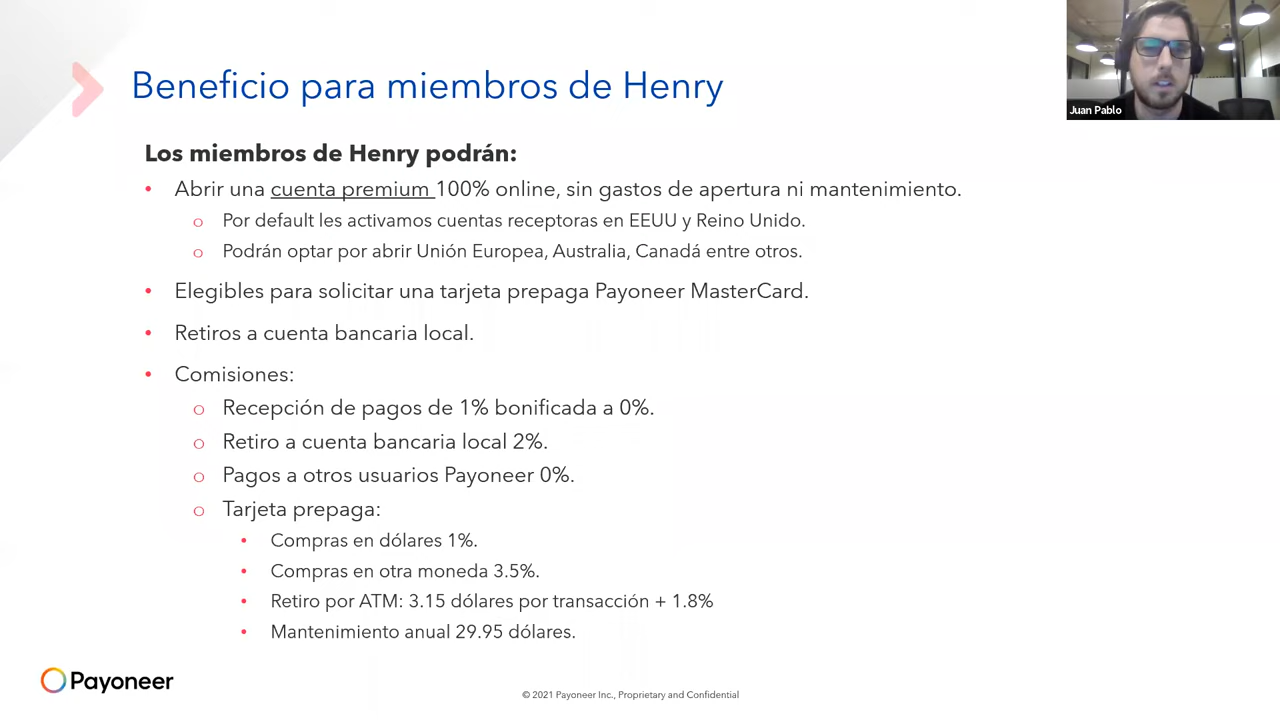 Beneficio para miembros de Henry
Juan Pablo
Los miembros de Henry podrán:
• Abrir una cuenta premium 100% online, sin gastos de apertura ni mantenimiento.
o Por default les activamos cuentas receptoras en EEUU y Reino Unido.
o Podrán optar por abrir Unión Europea, Australia, Canadá entre otros.
• Elegibles para solicitar una tarjeta prepaga Payoneer MasterCard.
• Retiros a cuenta bancaria local.
• Comisiones:
o Recepción de pagos de 1% bonificada a 0%.
o Retiro a cuenta bancaria local 2%.
o Pagos a otros usuarios Payoneer 0%.
o Tarjeta prepaga:
• Compras en dólares 1%.
• Compras en otra moneda 3.5%.
• Retiro por ATM: 3.15 dólares por transacción + 1.8%
• Mantenimiento anual 29.95 dólares.
Payoneer
© 2021 Payoneer Inc., Proprietary and Confidential